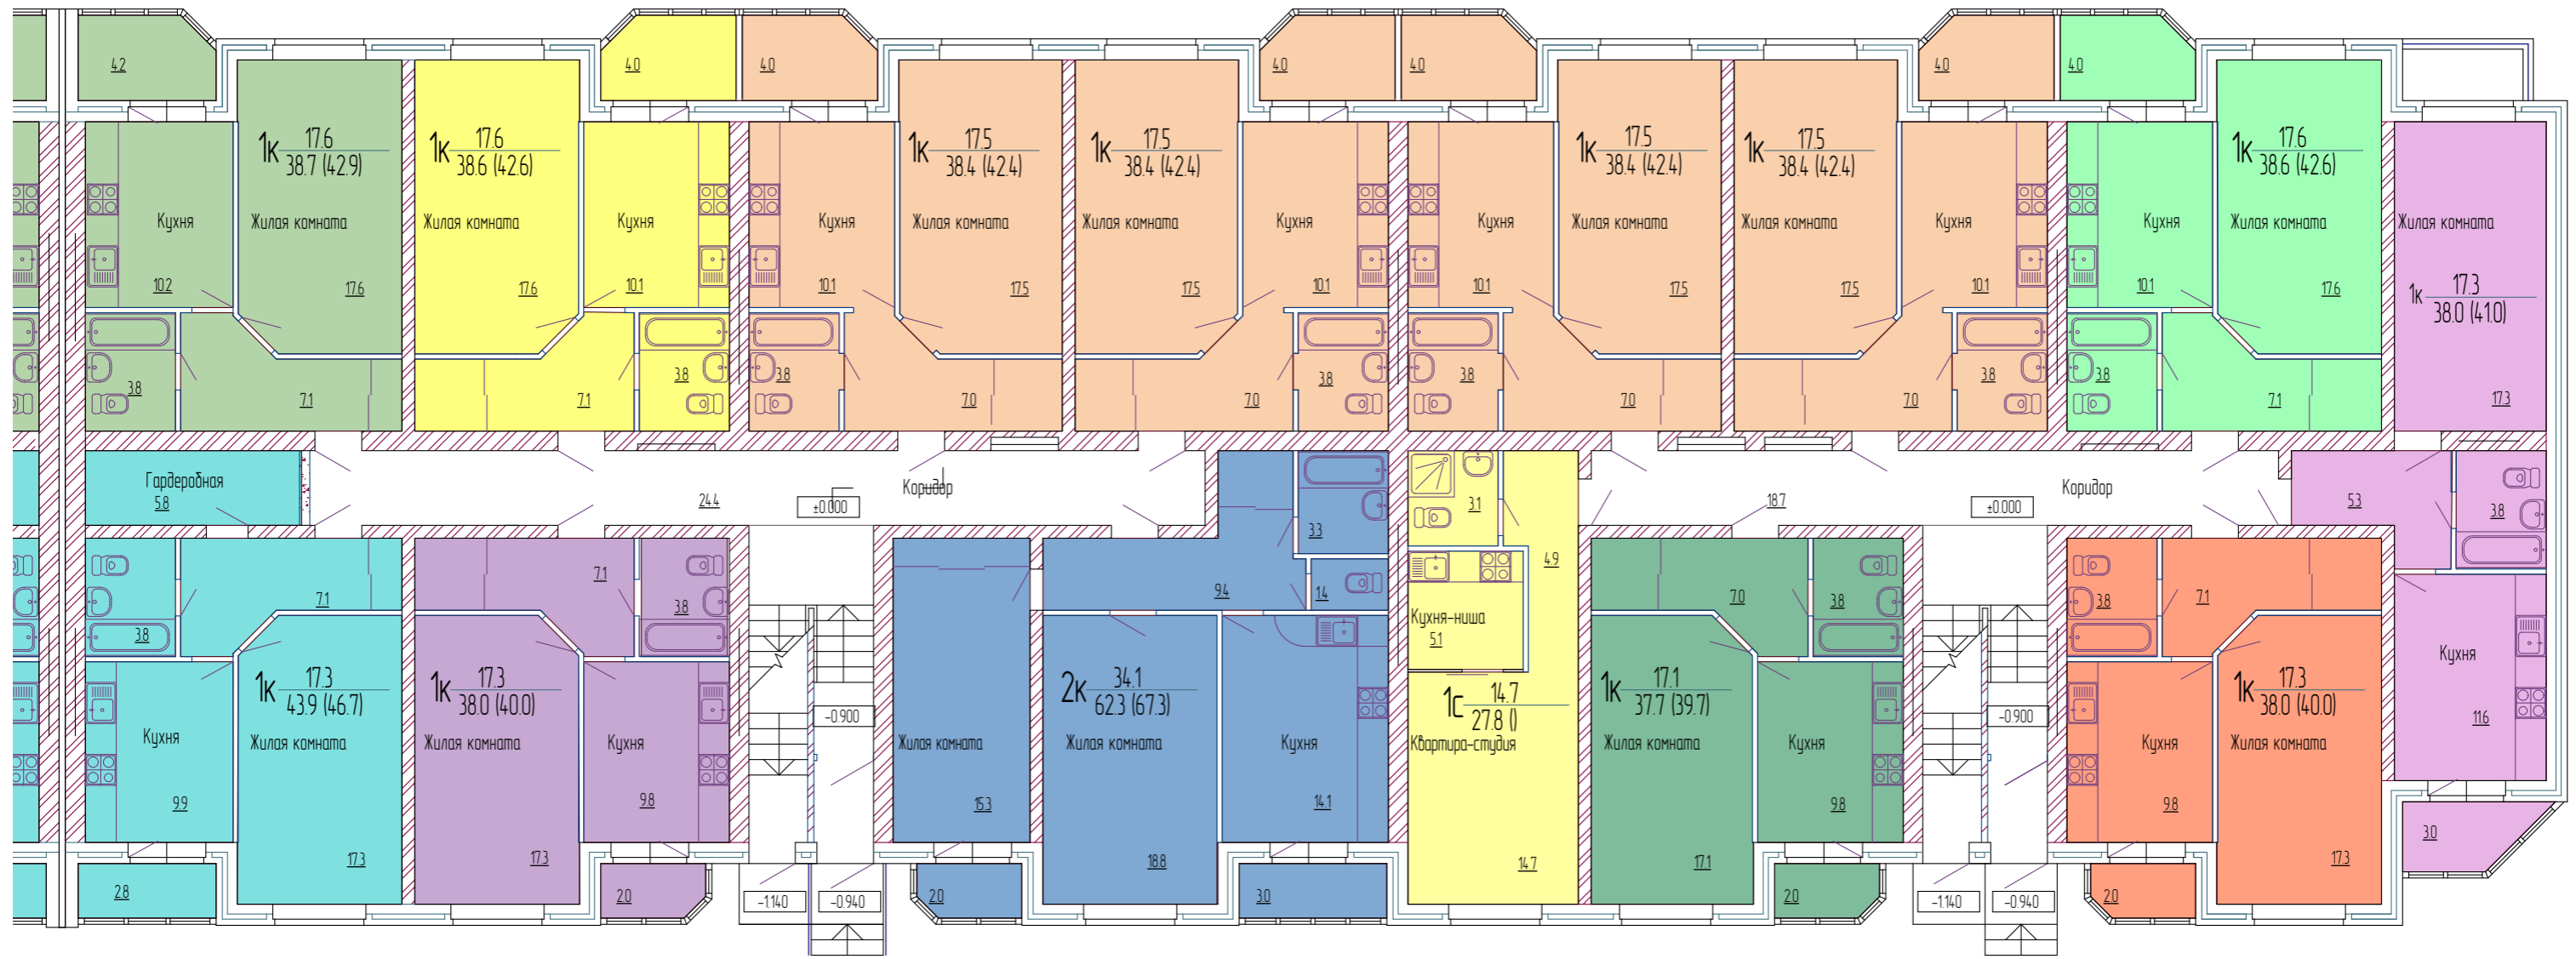 4.2
4.0
4.0
4.0
4.0
4.0
4.0
1к 17.6
38.7 (42.9)
1к 17.6
38.6 (42.6)
1к 17.5
38.4 (42.4)
1к 17.5
38.4 (42.4)
1к 17.5
38.4 (42.4)
1к 17.5
38.4 (42.4)
1к 17.6
38.6 (42.6)
Кухня
Жилая комната
Жилая комната
Кухня
Кухня
Жилая комната
Жилая комната
Кухня
Кухня
Жилая комната
Жилая комната
Кухня
Кухня
Жилая комната
Жилая комната
10.2
17.6
17.6
10.1
10.1
17.5
17.5
10.1
10.1
17.5
17.5
10.1
10.1
17.6
1к 17.3
38.0 (41.0)
3.8
7.1
7.1
3.8
3.8
7.0
7.0
3.8
3.8
7.0
7.0
3.8
3.8
7.1
17.3
Гардеробная
5.8
24.4
±0.000
Коридор
3.3
3.1
18.7
±0.000
Коридор
5.3
3.8
3.8
7.1
7.1
3.8
9.4
1.4
4.9
Кухня-ниша
5.1
7.0
3.8
3.8
7.1
1к 17.3
43.9 (46.7)
1к 17.3
38.0 (40.0)
2к 34.1
62.3 (67.3)
1с 14.7
27.8 ()
1к 17.1
37.7 (39.7)
1к 17.3
38.0 (40.0)
Кухня
-0.900
-0.900
11.6
Кухня
Жилая комната
Жилая комната
Кухня
Жилая комната
Жилая комната
Кухня
Квартира-студия
Жилая комната
Кухня
Кухня
Жилая комната
9.9
17.3
17.3
9.8
15.3
18.8
14.1
14.7
17.1
9.8
9.8
17.3
3.0
2.8
2.0
-1.140
-0.940
2.0
3.0
2.0
-1.140
-0.940
2.0